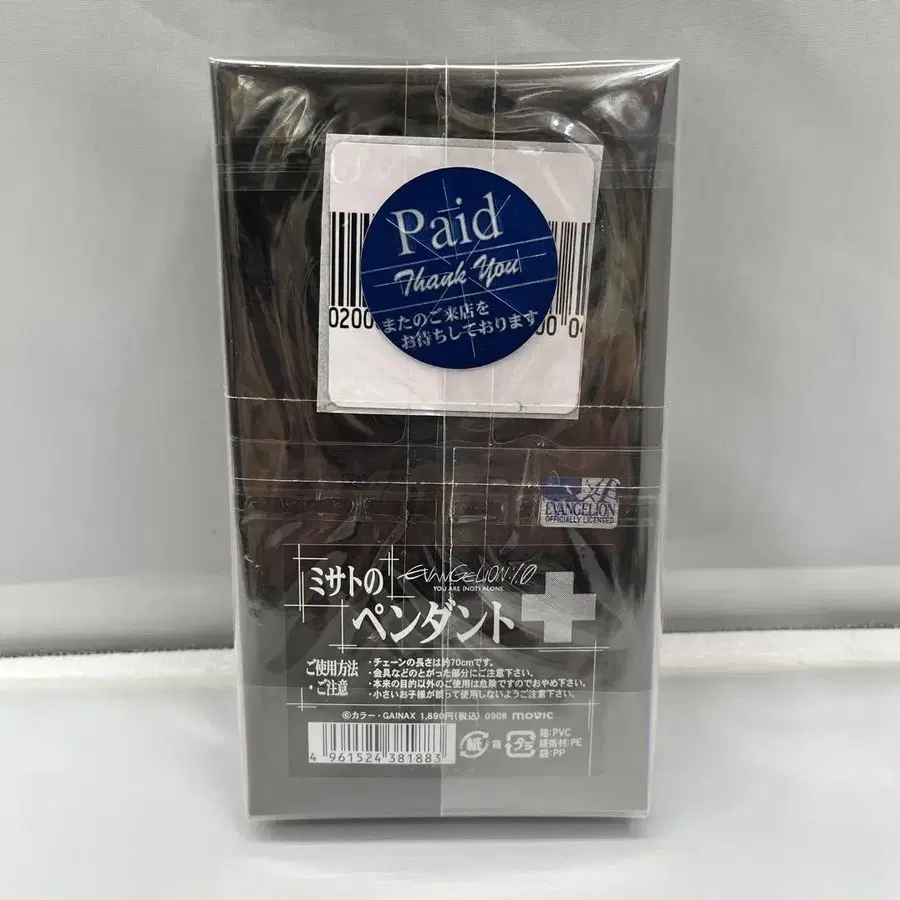 Paid
Thank You
またのご来店を
お待ちしております
0200
00 04
EVANGELION
OFFICIALLY LICENSED
ミサトの
EVANGELION:1.0
YOU ARE (NOT) ALONE.
ペンダント
ご使用方法
・ご注意
・チェーンの長さは約70cmです。
・金具などのとがった部分にご注意下さい。
・本来の目的以外のご使用は危険ですのでおやめ下さい。
・小さいお子様が誤って使用しないようご注意下さい。
©カラー・GAINAX 1,890円(税込) 0908 movic
4 961524 381883
紙 箱
プラ
箱:PVC
緩衝材:PE
袋:PP